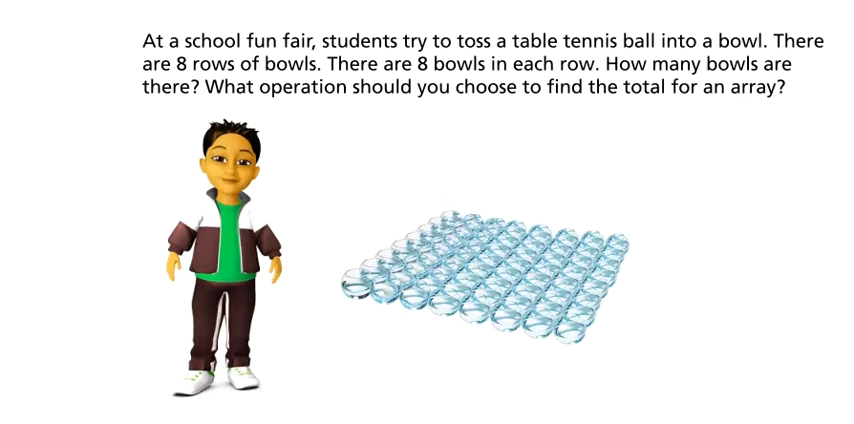 At a school fun fair, students try to toss a table tennis ball into a bowl. There
are 8 rows of bowls. There are 8 bowls in each row. How many bowls are
there? What operation should you choose to find the total for an array?